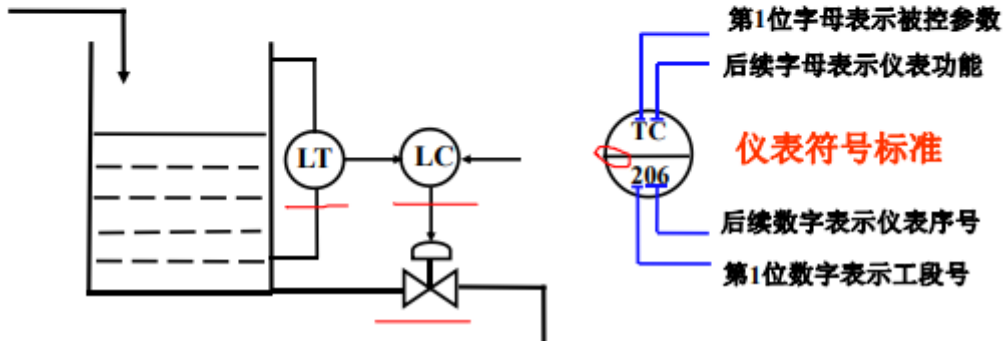 第1位字母表示被控参数
后续字母表示仪表功能
LT
LC
TC
仪表符号标准
206
后续数字表示仪表序号
第1位数字表示工段号